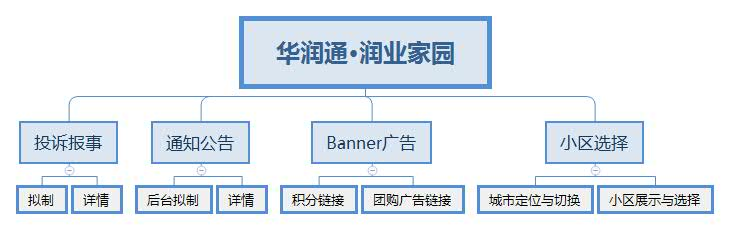 华润通•润业家园
投诉报事
通知公告
Banner广告
小区选择
拟制
详情
后台拟制
详情
积分链接
团购广告链接
城市定位与切换
小区展示与选择